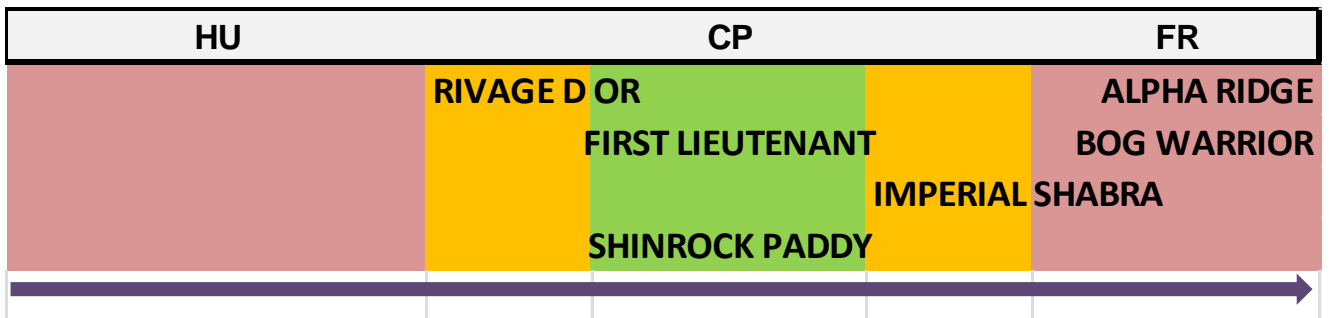 HU CP FR
RIVAGE D OR ALPHA RIDGE
FIRST LIEUTENANT BOG WARRIOR
IMPERIAL SHABRA
SHINROCK PADDY